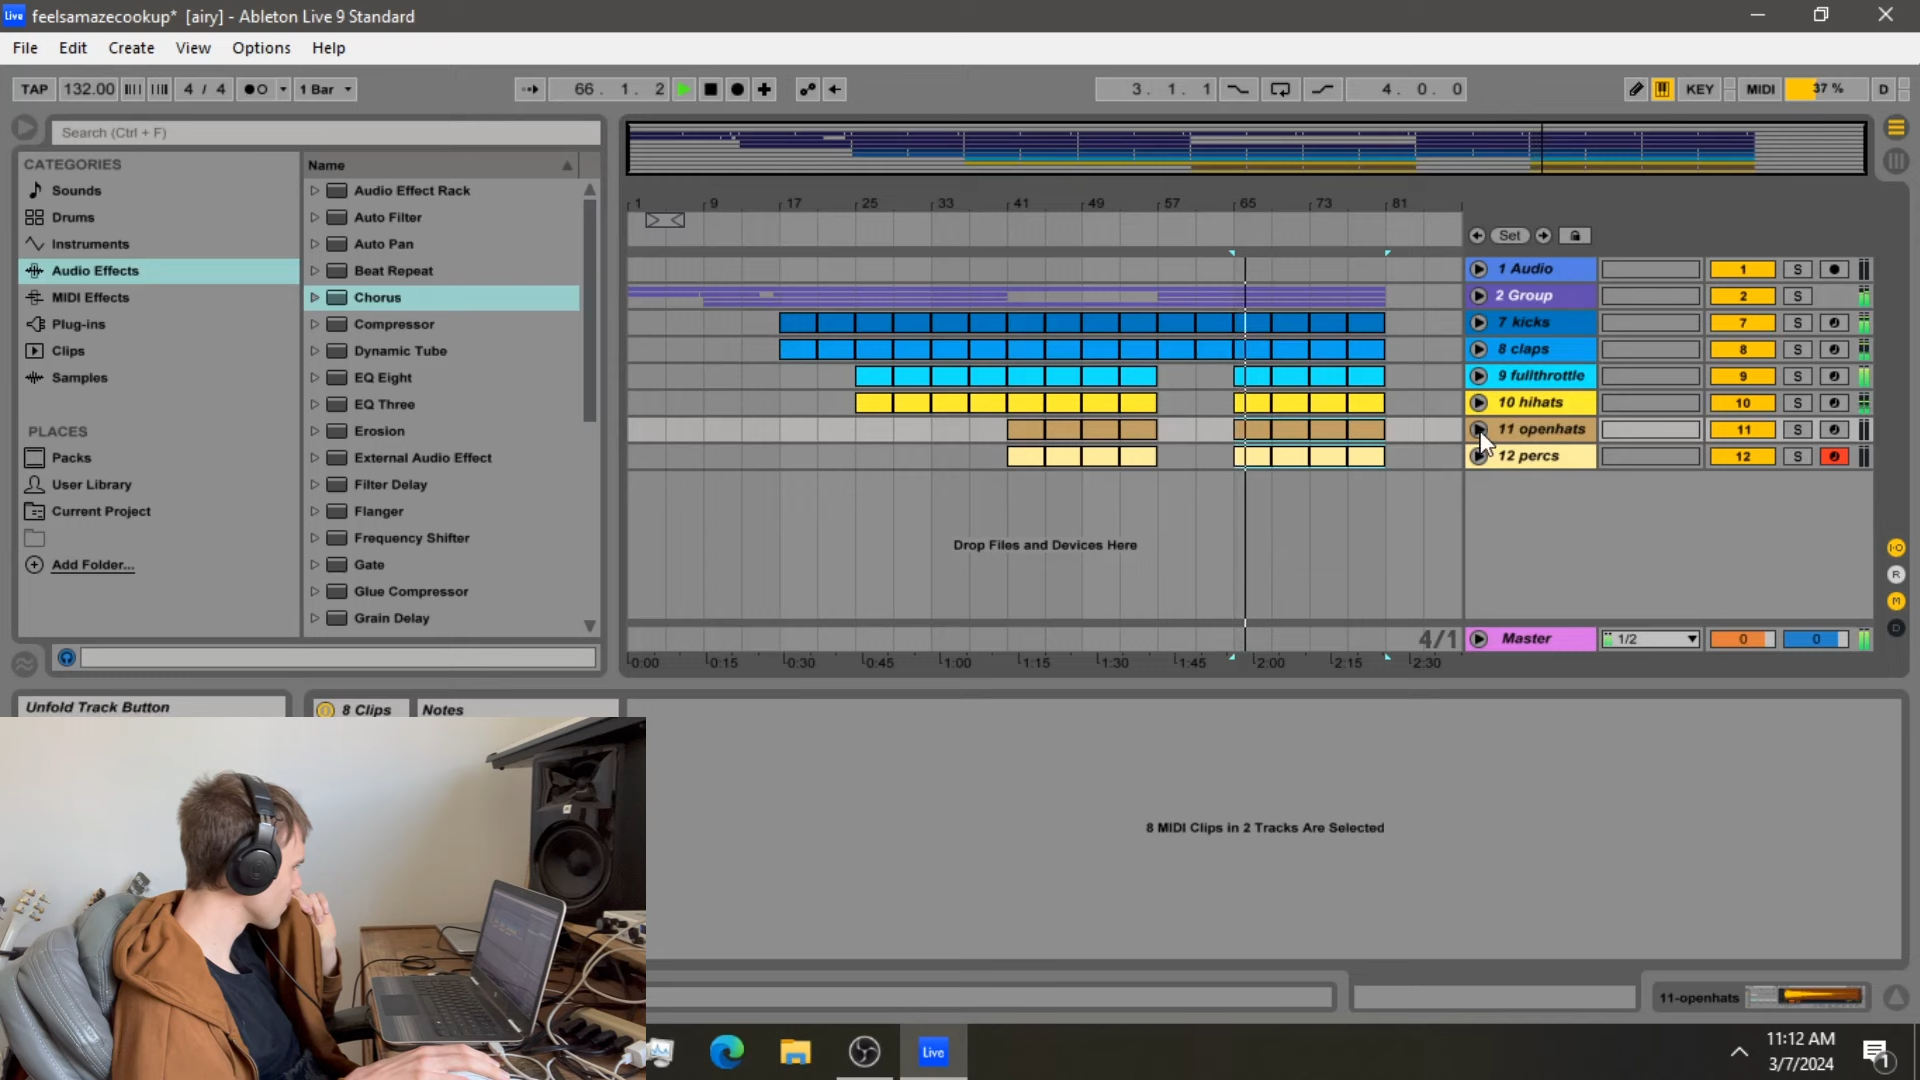 Live feelsamazecookup* [airy] - Ableton Live 9 Standard
File Edit Create View Options Help
TAP 132.00 4 / 4 1 Bar 66. 1. 2 3. 1. 1 4. 0. 0 KEY MIDI 37 % D
Search (Ctrl + F)
CATEGORIES
Sounds
Drums
Instruments
Audio Effects
MIDI Effects
Plug-ins
Clips
Samples
PLACES
Packs
User Library
Current Project
Add Folder...
Name
Audio Effect Rack
Auto Filter
Auto Pan
Beat Repeat
Chorus
Compressor
Dynamic Tube
EQ Eight
EQ Three
Erosion
External Audio Effect
Filter Delay
Flanger
Frequency Shifter
Gate
Glue Compressor
Grain Delay
1 9 17 25 33 41 49 57 65 73 81
Set
1 Audio 1 S
2 Group 2 S
7 kicks 7 S
8 claps 8 S
9 fullthrottle 9 S
10 hihats 10 S
11 openhats 11 S
12 percs 12 S
Drop Files and Devices Here
I·O
R
M
D
4/1
Master 1/2 0 0
0:00 0:15 0:30 0:45 1:00 1:15 1:30 1:45 2:00 2:15 2:30
Unfold Track Button
8 Clips Notes
8 MIDI Clips in 2 Tracks Are Selected
11-openhats
Live
11:12 AM
3/7/2024
1